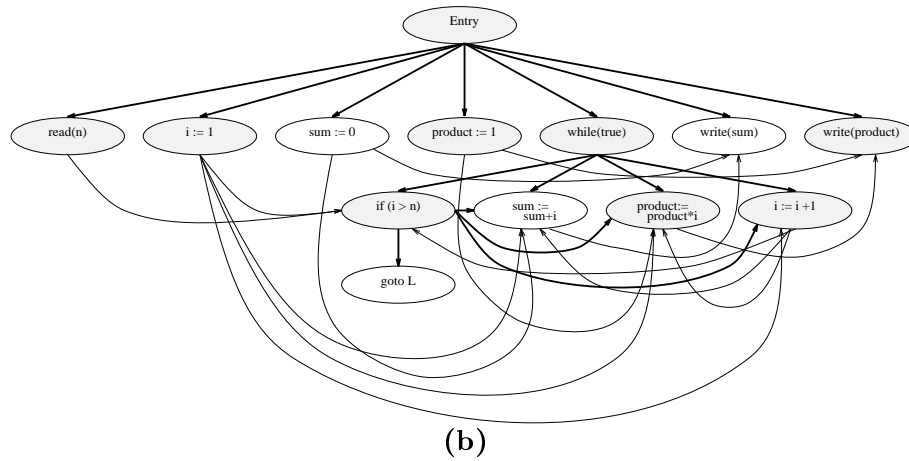 Entry
read(n)
i := 1
sum := 0
product := 1
while(true)
write(sum)
write(product)
if (i > n)
sum :=
sum+i
product:=
product*i
i := i +1
goto L
(b)